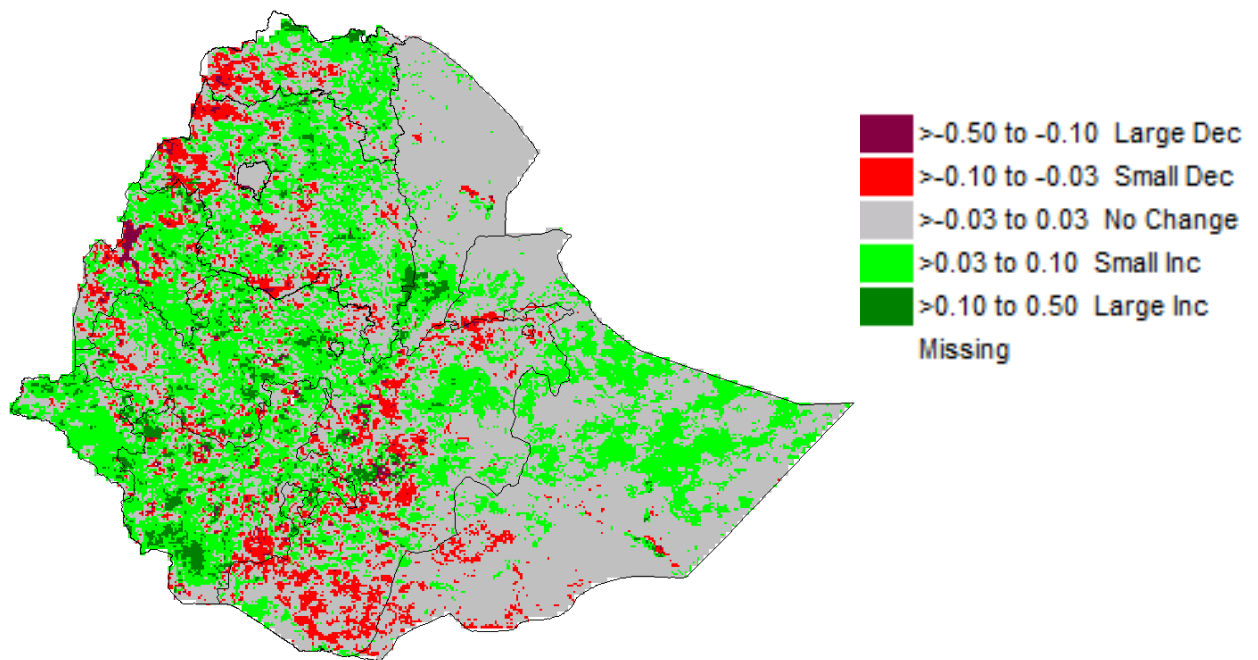 >-0.50 to -0.10 Large Dec
>-0.10 to -0.03 Small Dec
>-0.03 to 0.03 No Change
>0.03 to 0.10 Small Inc
>0.10 to 0.50 Large Inc
Missing